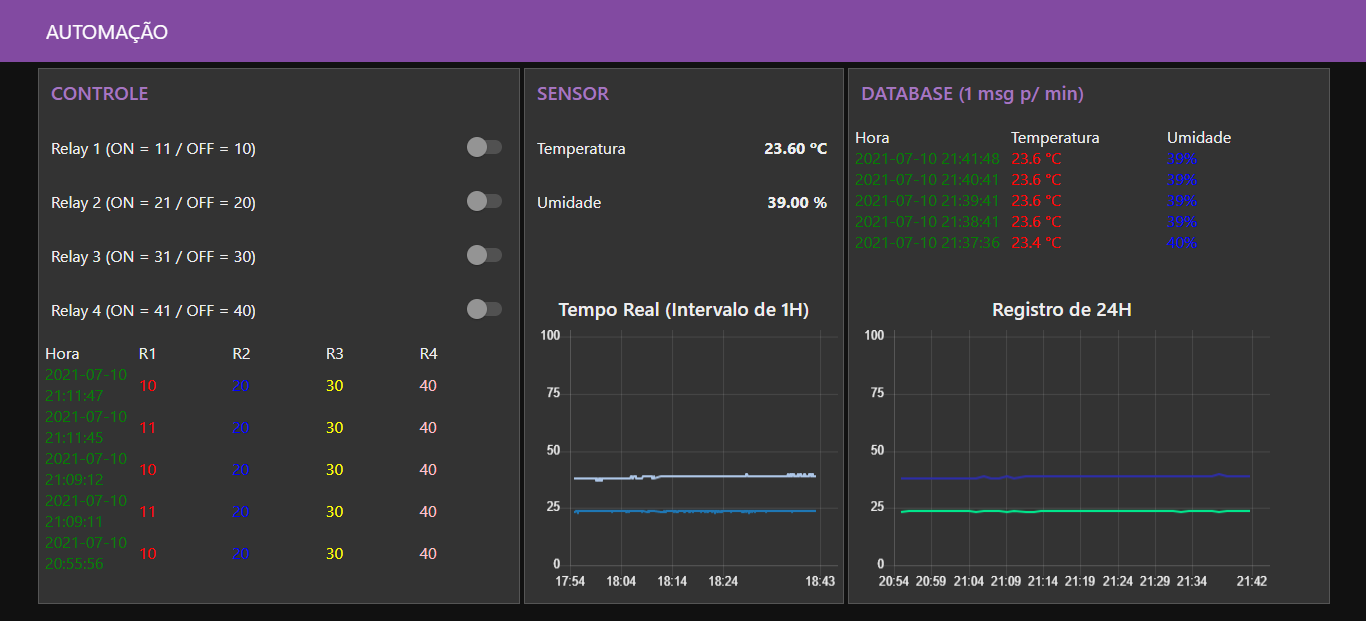 AUTOMAÇÃO
CONTROLE
Relay 1 (ON = 11 / OFF = 10)
Relay 2 (ON = 21 / OFF = 20)
Relay 3 (ON = 31 / OFF = 30)
Relay 4 (ON = 41 / OFF = 40)
Hora R1 R2 R3 R4
2021-07-10
21:11:47 10 20 30 40
2021-07-10
21:11:45 11 20 30 40
2021-07-10
21:09:12 10 20 30 40
2021-07-10
21:09:11 11 20 30 40
2021-07-10
20:55:56 10 20 30 40
SENSOR
Temperatura 23.60 ºC
Umidade 39.00 %
Tempo Real (Intervalo de 1H)
100
75
50
25
0
17:54 18:04 18:14 18:24 18:43
DATABASE (1 msg p/ min)
Hora Temperatura Umidade
2021-07-10 21:41:48 23.6 ºC 39%
2021-07-10 21:40:41 23.6 ºC 39%
2021-07-10 21:39:41 23.6 ºC 39%
2021-07-10 21:38:41 23.6 ºC 39%
2021-07-10 21:37:36 23.4 ºC 40%
Registro de 24H
100
75
50
25
0
20:54 20:59 21:04 21:09 21:14 21:19 21:24 21:29 21:34 21:42